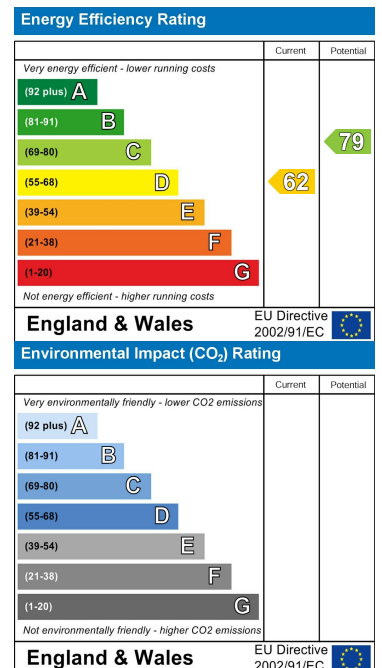 Energy Efficiency Rating
Current Potential
Very energy efficient - lower running costs
(92 plus) A
(81-91) B
(69-80) C
79
(55-68) D
62
(39-54) E
(21-38) F
(1-20) G
Not energy efficient - higher running costs
England & Wales
EU Directive
2002/91/EC
Environmental Impact (CO₂) Rating
Current Potential
Very environmentally friendly - lower CO2 emissions
(92 plus) A
(81-91) B
(69-80) C
(55-68) D
(39-54) E
(21-38) F
(1-20) G
Not environmentally friendly - higher CO2 emissions
England & Wales
EU Directive
2002/91/EC